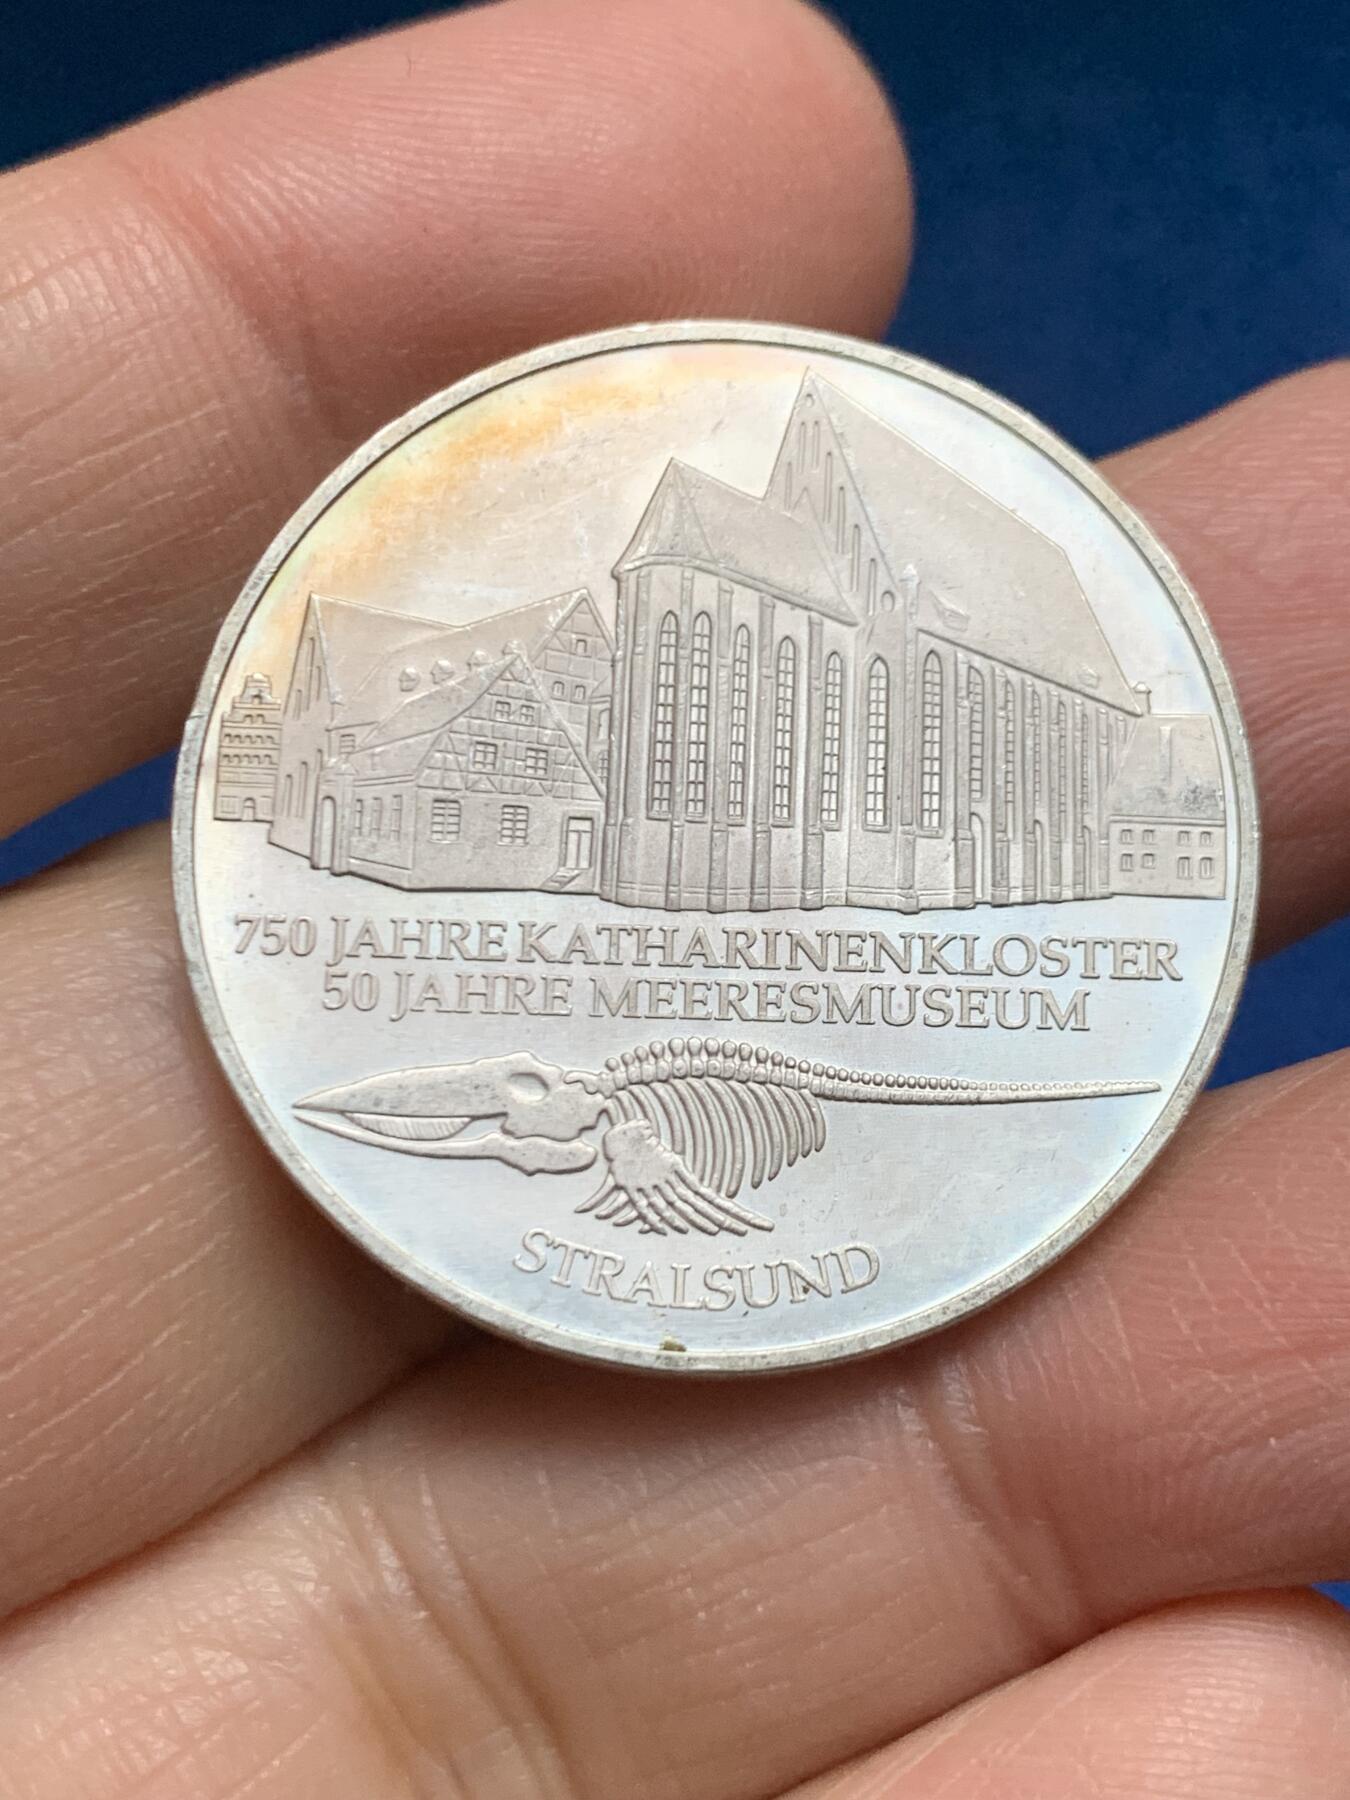 750 JAHRE KATHARINENKLOSTER
50 JAHRE MEERESMUSEUM
STRALSUND